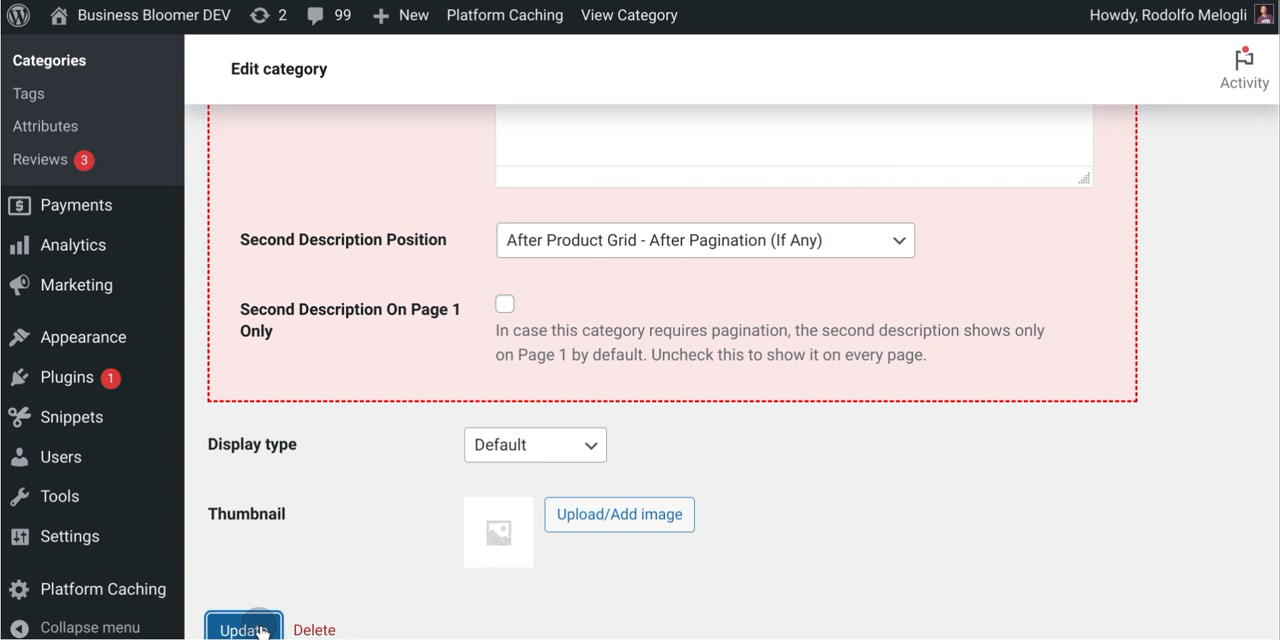 Business Bloomer DEV 2 99 New Platform Caching View Category Howdy, Rodolfo Melogli
Categories
Tags
Attributes
Reviews 3
Payments
Analytics
Marketing
Appearance
Plugins 1
Snippets
Users
Tools
Settings
Platform Caching
Collapse menu
Edit category
Activity
Second Description Position
After Product Grid - After Pagination (If Any)
Second Description On Page 1
Only
In case this category requires pagination, the second description shows only
on Page 1 by default. Uncheck this to show it on every page.
Display type
Default
Thumbnail
Upload/Add image
Update Delete